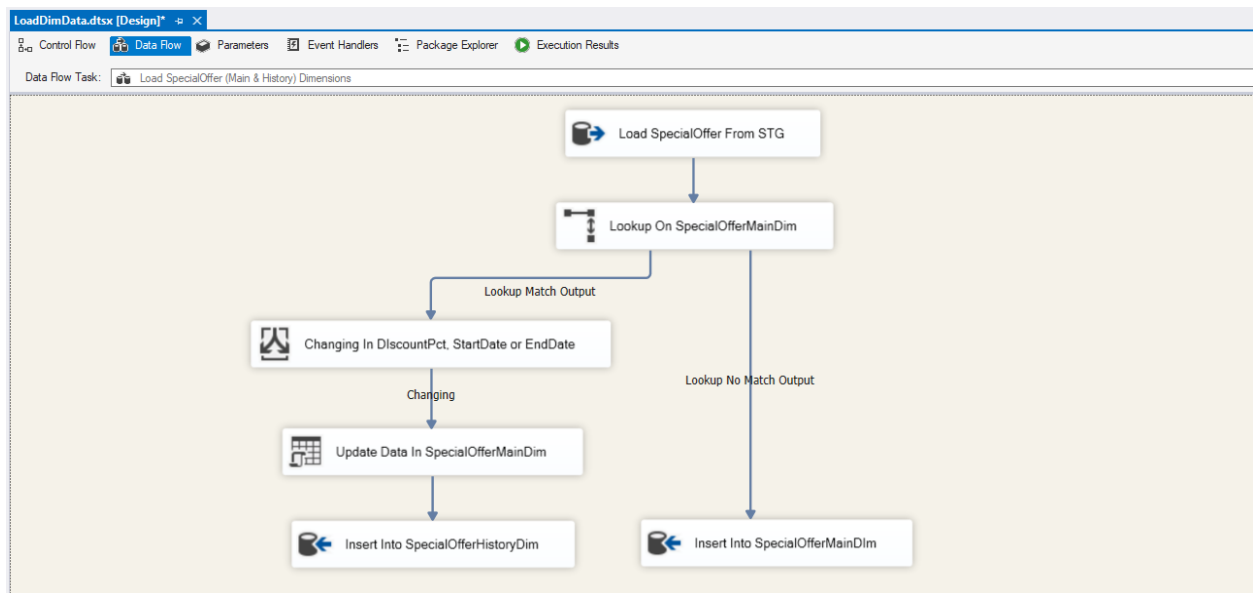 LoadDimData.dtsx [Design]*
Control Flow Data Flow Parameters Event Handlers Package Explorer Execution Results
Data Flow Task: Load SpecialOffer (Main & History) Dimensions
Load SpecialOffer From STG
Lookup On SpecialOfferMainDim
Lookup Match Output
Changing In DIscountPct, StartDate or EndDate
Lookup No Match Output
Changing
Update Data In SpecialOfferMainDim
Insert Into SpecialOfferHistoryDim
Insert Into SpecialOfferMainDIm